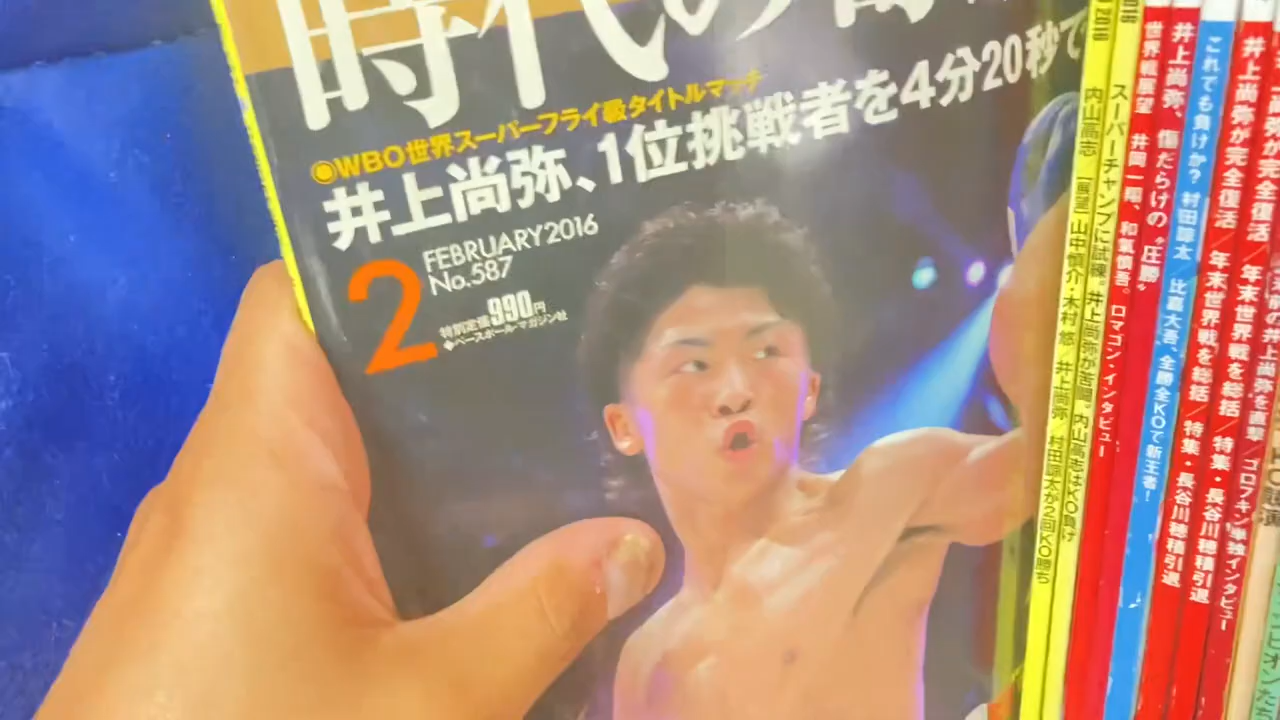 時代の
◉WBO世界スーパーフライ級タイトルマッチ
井上尚弥、1位挑戦者を4分20秒で
2
FEBRUARY2016
No.587
特別定価990円
◆ベースボール・マガジン社
内山高志 [展望] 山中慎介・木村 悠/井上尚弥/村田諒太が2回KO勝ち
スーパーチャンプに試練。井上尚弥が苦闘。内山高志はKO負け
世界戦展望 井岡一翔、和氣慎吾。ロマゴン・インタビュー
井上尚弥、傷だらけの"圧勝"
これでも負けか? 村田諒太/比嘉大吾、全勝全KOで新王者!
井上尚弥が完全復活/年末世界戦を総括/特集・長谷川穂積引退
井上尚弥が完全復活/年末世界戦を総括/特集・長谷川穂積引退
の井上尚弥を直撃/ゴロフキン単独インタビュー